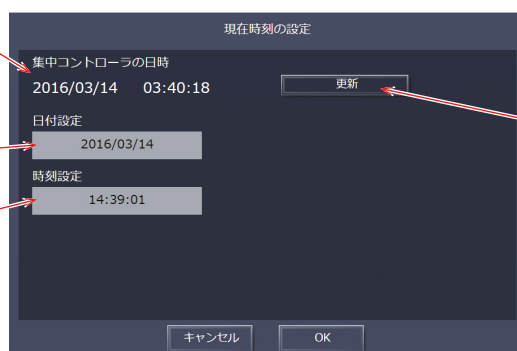 現在時刻の設定
集中コントローラの日時
2016/03/14 03:40:18
更新
日付設定
2016/03/14
時刻設定
14:39:01
キャンセル
OK